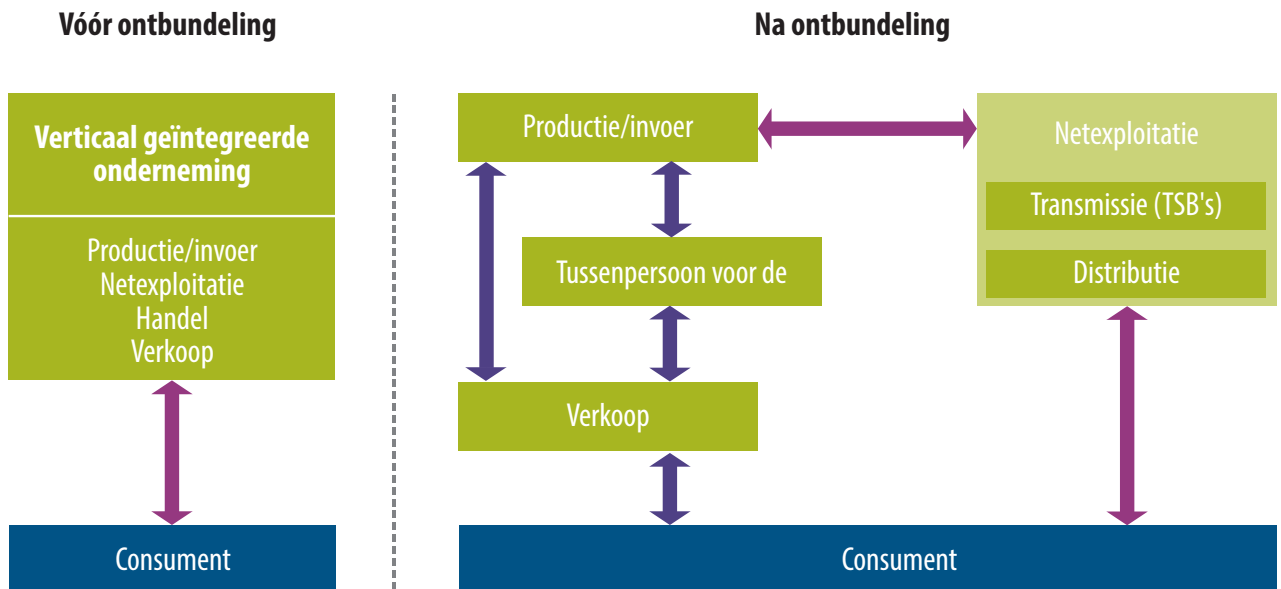 Vóór ontbundeling
Verticaal geïntegreerde
onderneming
Productie/invoer
Netexploitatie
Handel
Verkoop
Consument
Na ontbundeling
Productie/invoer
Netexploitatie
Transmissie (TSB's)
Distributie
Tussenpersoon voor de
Verkoop
Consument